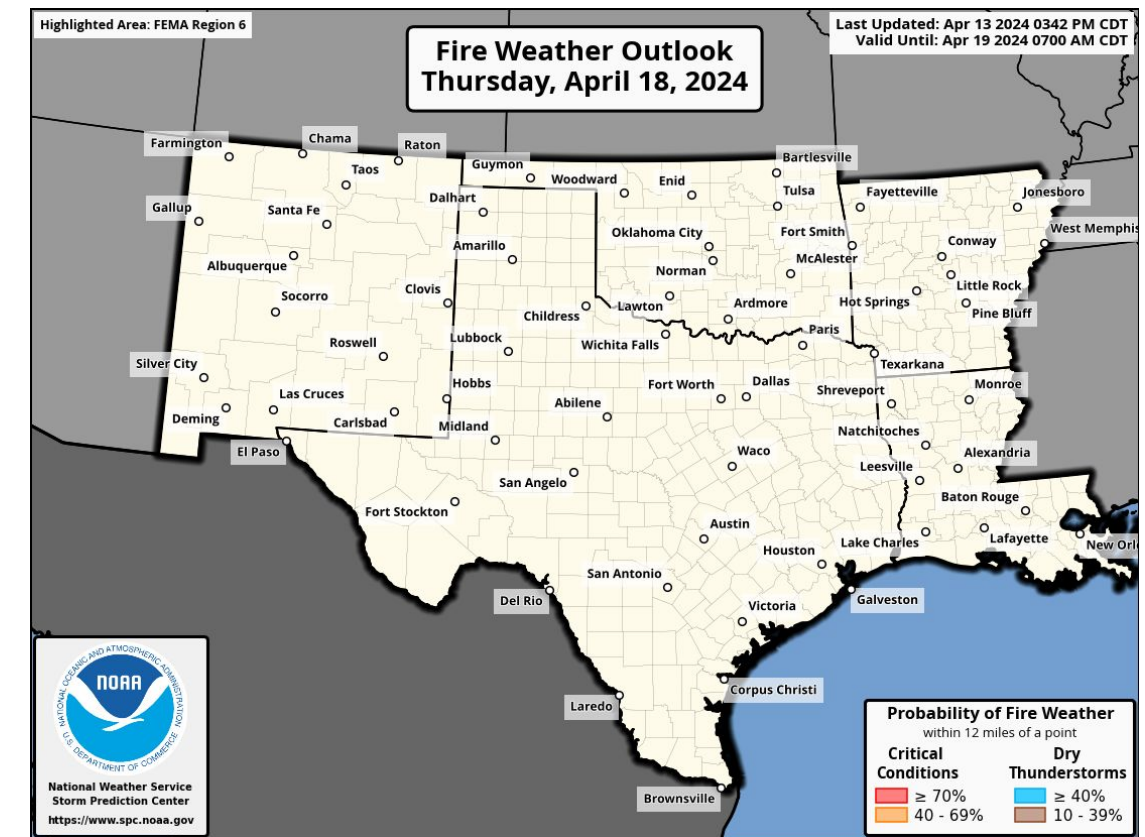 Highlighted Area: FEMA Region 6
Last Updated: Apr 13 2024 0342 PM CDT
Valid Until: Apr 19 2024 0700 AM CDT
Fire Weather Outlook
Thursday, April 18, 2024
Farmington
Chama
Raton
Taos
Guymon
Woodward
Enid
Bartlesville
Tulsa
Fayetteville
Jonesboro
Gallup
Santa Fe
Dalhart
Oklahoma City
Fort Smith
West Memphis
Albuquerque
Amarillo
Norman
McAlester
Conway
Socorro
Clovis
Childress
Lawton
Ardmore
Hot Springs
Little Rock
Pine Bluff
Roswell
Lubbock
Wichita Falls
Paris
Texarkana
Silver City
Las Cruces
Hobbs
Abilene
Fort Worth
Dallas
Shreveport
Monroe
Deming
Carlsbad
Midland
Natchitoches
El Paso
San Angelo
Waco
Leesville
Alexandria
Fort Stockton
Baton Rouge
Austin
Houston
Lake Charles
Lafayette
New Orl
San Antonio
Del Rio
Victoria
Galveston
Laredo
Corpus Christi
Brownsville
NATIONAL OCEANIC AND ATMOSPHERIC ADMINISTRATION
NOAA
U.S. DEPARTMENT OF COMMERCE
National Weather Service
Storm Prediction Center
https://www.spc.noaa.gov
Probability of Fire Weather
within 12 miles of a point
Critical Conditions
≥ 70%
40 - 69%
Dry Thunderstorms
≥ 40%
10 - 39%